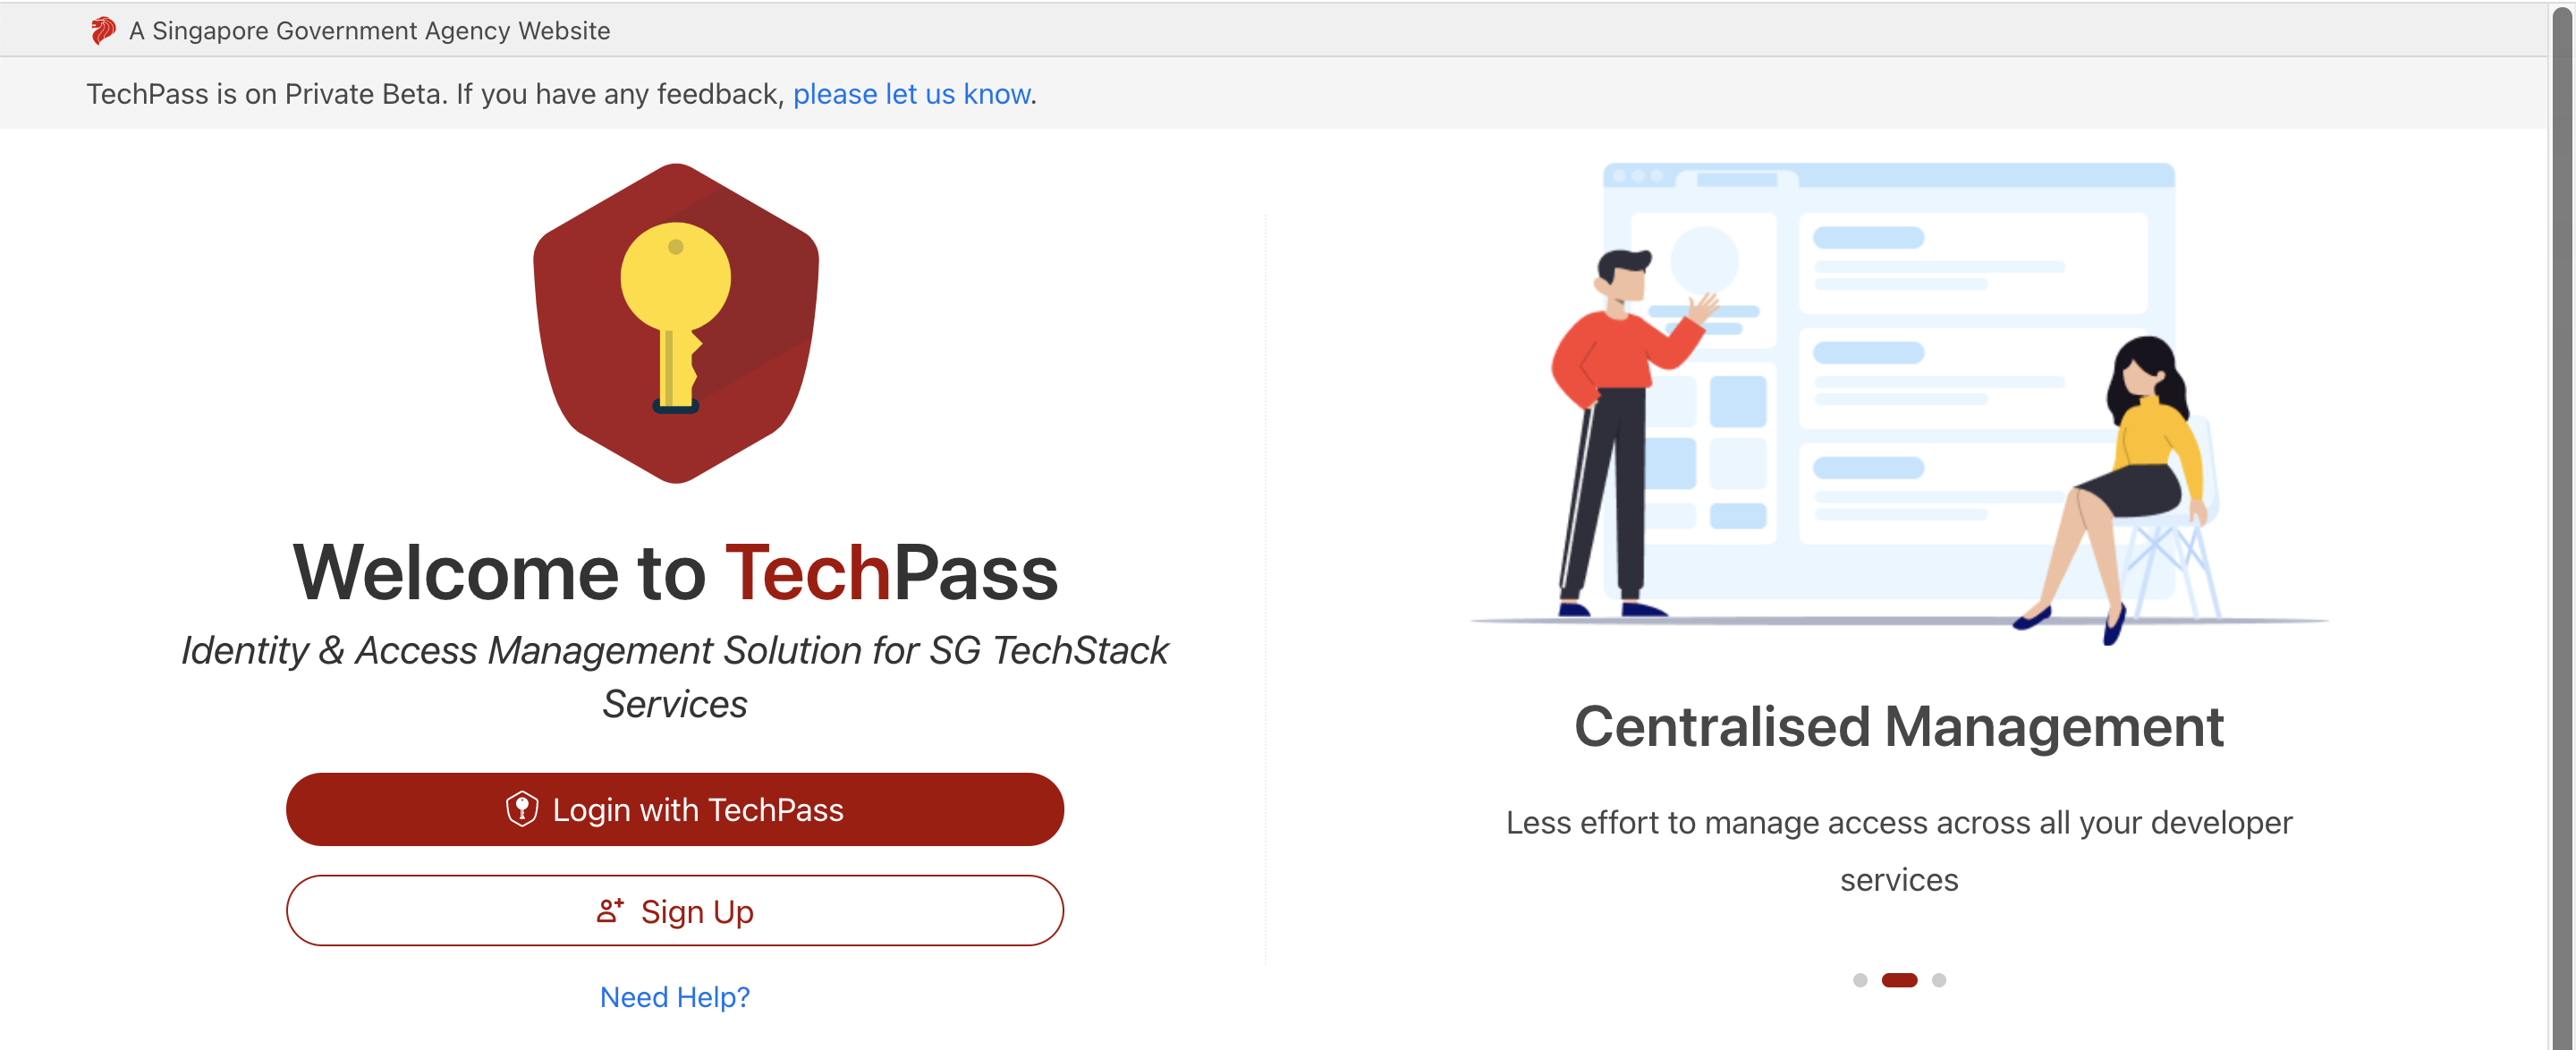 A Singapore Government Agency Website
TechPass is on Private Beta. If you have any feedback, please let us know.
Welcome to TechPass
Identity & Access Management Solution for SG TechStack
Services
Login with TechPass
Sign Up
Need Help?
Centralised Management
Less effort to manage access across all your developer
services